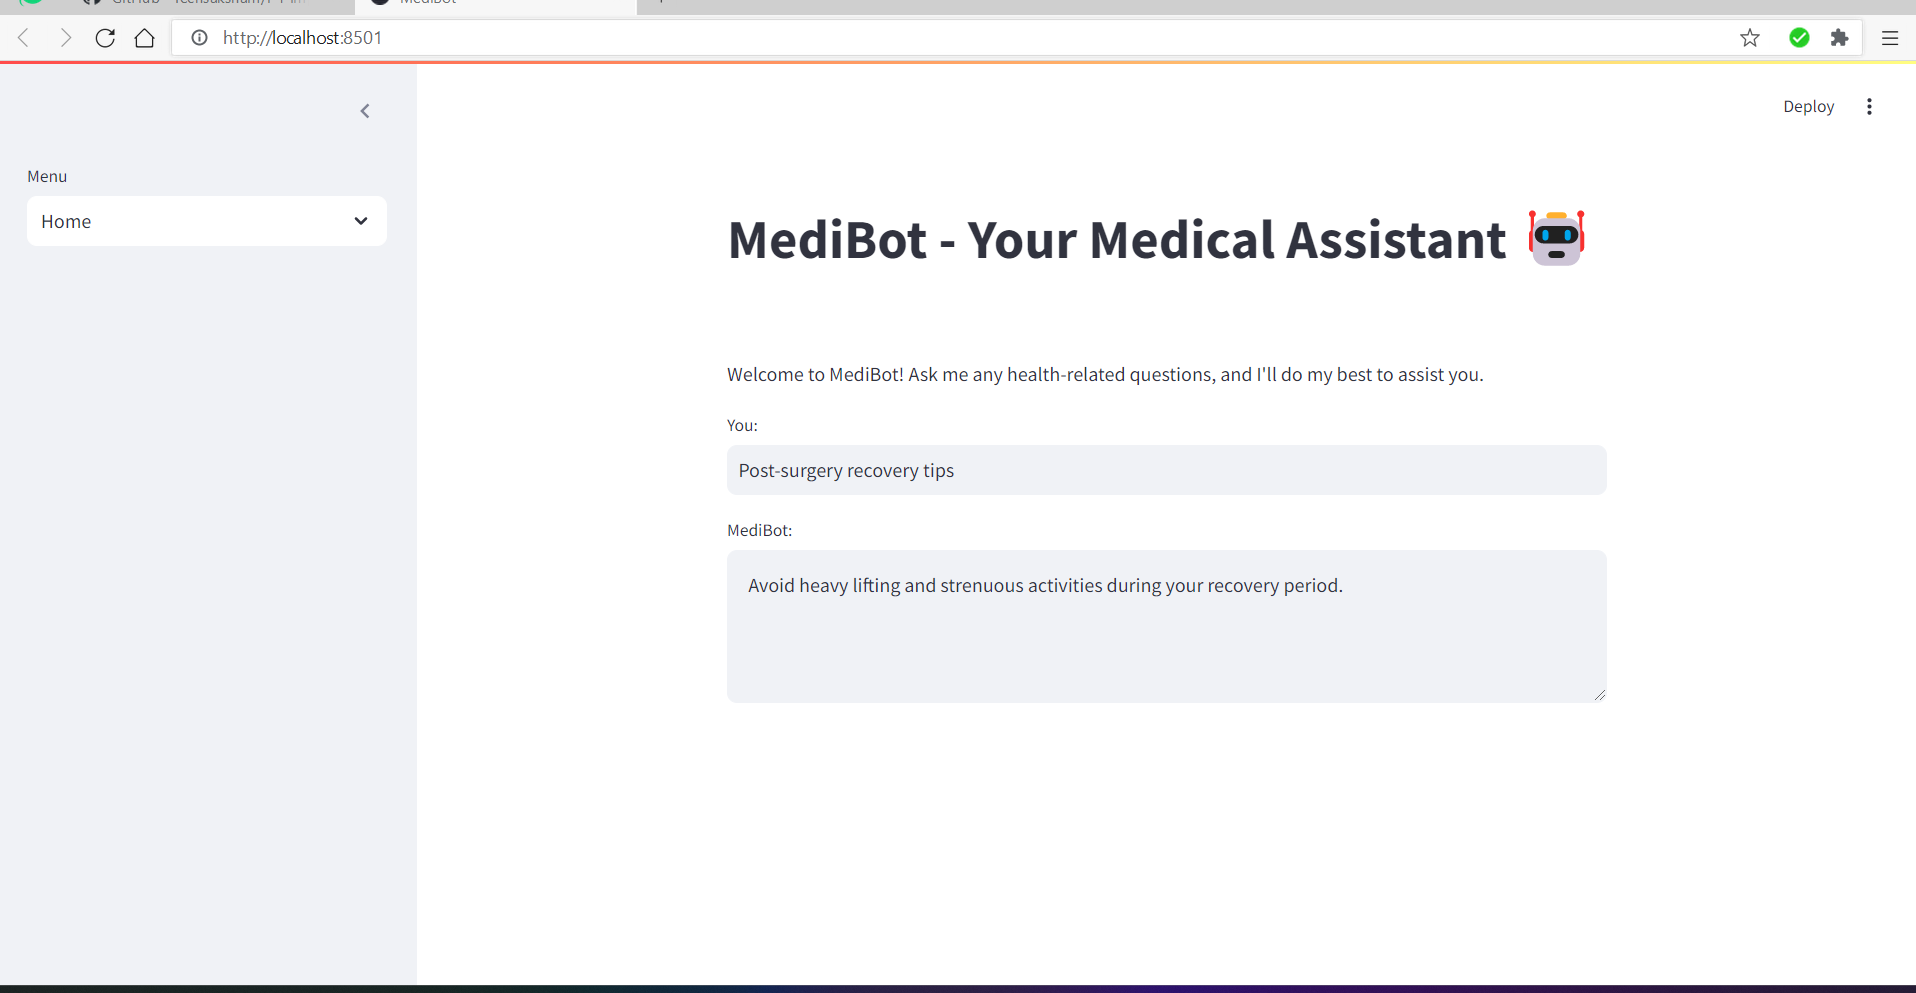 MediBot
http://localhost:8501
Deploy
Menu
Home
MediBot - Your Medical Assistant
Welcome to MediBot! Ask me any health-related questions, and I'll do my best to assist you.
You:
Post-surgery recovery tips
MediBot:
Avoid heavy lifting and strenuous activities during your recovery period.